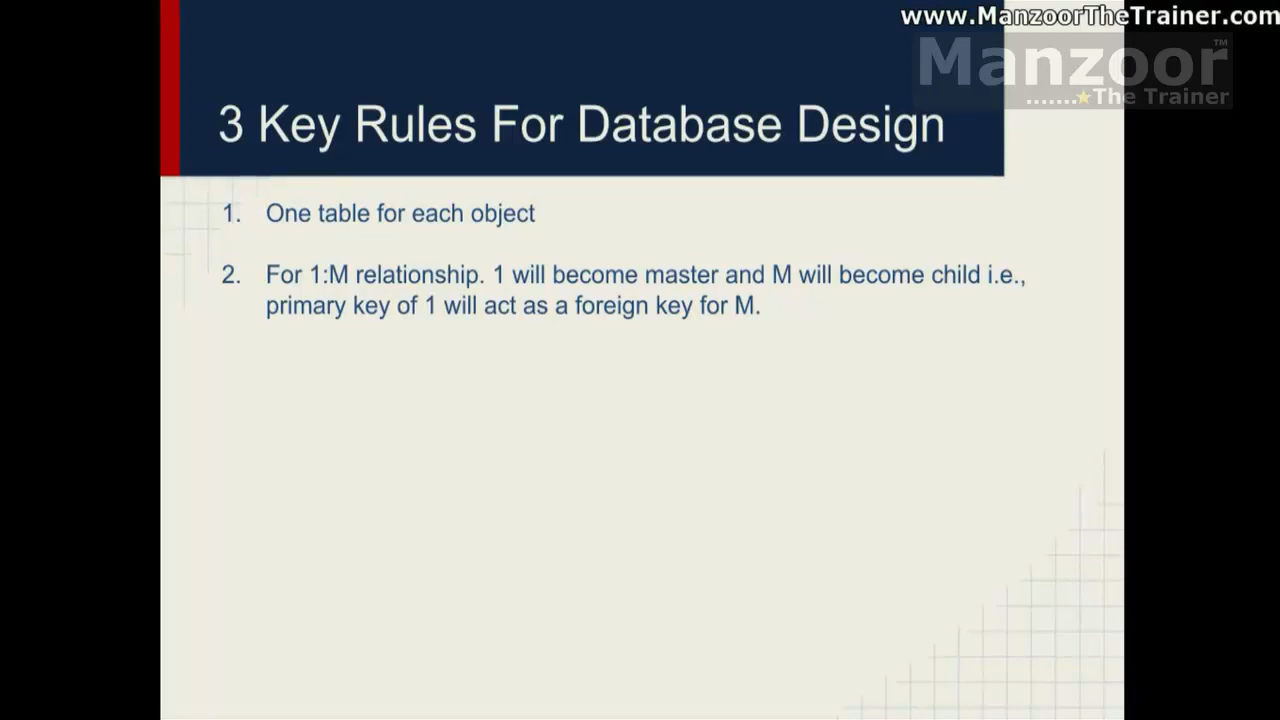 www.ManzoorTheTrainer.com
Manzoor™
.......★The Trainer
3 Key Rules For Database Design
1. One table for each object
2. For 1:M relationship. 1 will become master and M will become child i.e.,
primary key of 1 will act as a foreign key for M.